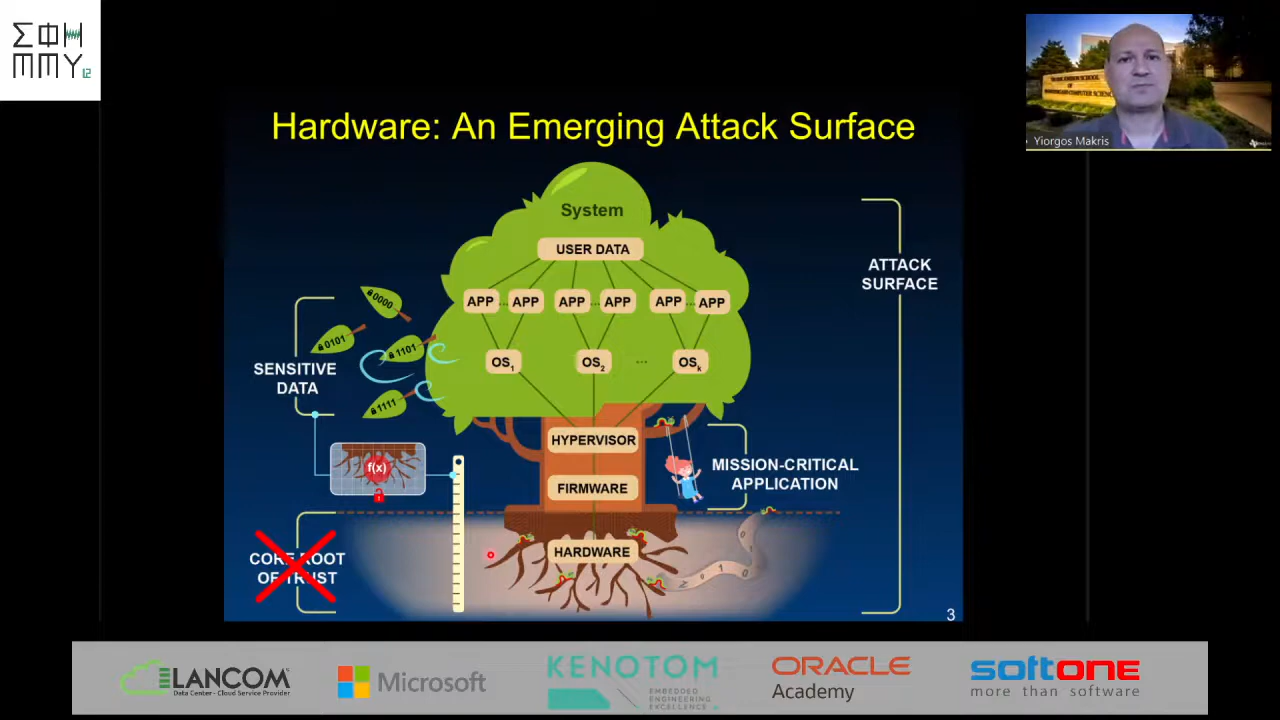 ΣΦΗ
ΜΜΥ12
Yiorgos Makris
Hardware: An Emerging Attack Surface
System
USER DATA
APP ... APP APP ... APP APP ... APP
OS1 OS2 ... OSk
HYPERVISOR
FIRMWARE
HARDWARE
0000
0101
1101
1111
SENSITIVE
DATA
f(x)
CORE ROOT
OF TRUST
ATTACK
SURFACE
MISSION-CRITICAL
APPLICATION
3
ELANCOM
Data Center - Cloud Service Provider
Microsoft
KENOTOM
EMBEDDED
ENGINEERING
EXCELLENCE
ORACLE
Academy
softone
more than software